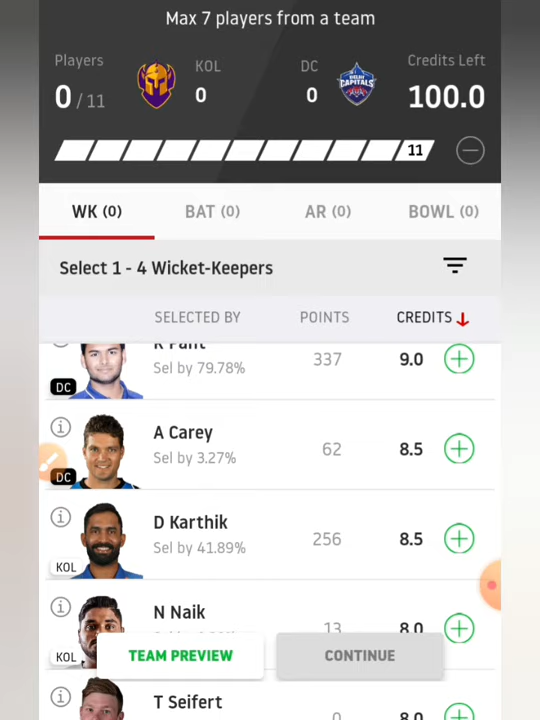 Max 7 players from a team
Players KOL DC Credits Left
0 / 11 0 0 100.0
DELHI CAPITALS
11
WK (0) BAT (0) AR (0) BOWL (0)
Select 1 - 4 Wicket-Keepers
SELECTED BY POINTS CREDITS
R Pant
Sel by 79.78% 337 9.0
DC
A Carey
Sel by 3.27% 62 8.5
DC
D Karthik
Sel by 41.89% 256 8.5
KOL
N Naik
13 8.0
KOL
TEAM PREVIEW CONTINUE
T Seifert
0 8.0